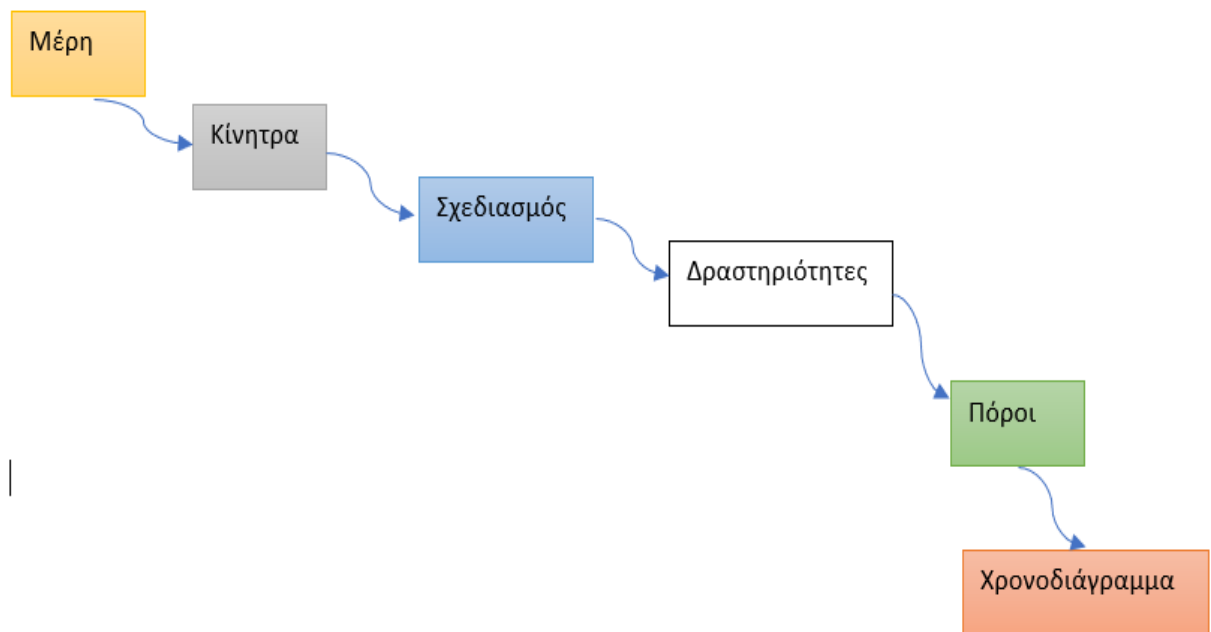 Μέρη
Κίνητρα
Σχεδιασμός
Δραστηριότητες
Πόροι
Χρονοδιάγραμμα